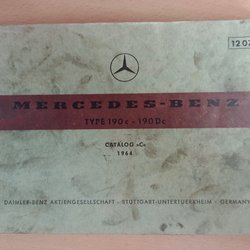 12 07
MERCEDES-BENZ
TYPE 190c - 190Dc
CATALOG »C«
1964
DAIMLER-BENZ AKTIENGESELLSCHAFT · STUTTGART-UNTERTUERKHEIM · GERMANY